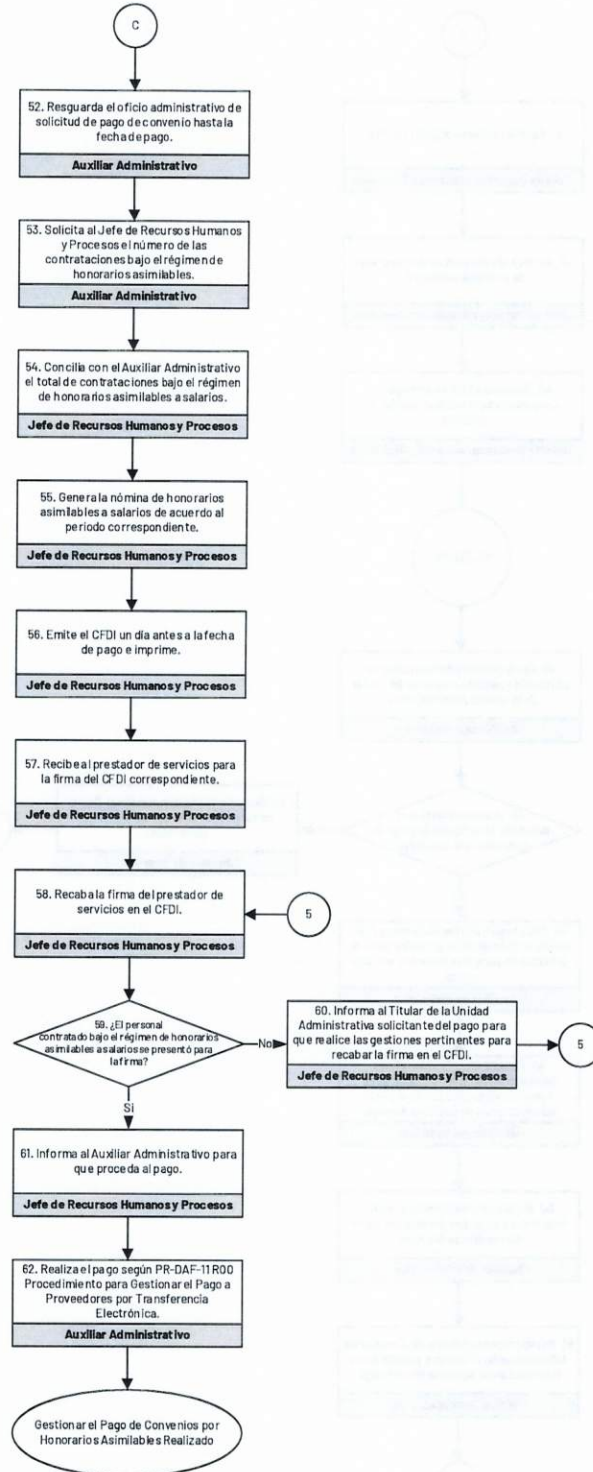 C
52. Resguarda el oficio administrativo de
solicitud de pago de convenio hasta la
fecha de pago.
Auxiliar Administrativo
53. Solicita al Jefe de Recursos Humanos
y Procesos el número de las
contrataciones bajo el régimen de
honorarios asimilables.
Auxiliar Administrativo
54. Concilia con el Auxiliar Administrativo
el total de contrataciones bajo el régimen
de honorarios asimilables a salarios.
Jefe de Recursos Humanos y Procesos
55. Genera la nómina de honorarios
asimilables a salarios de acuerdo al
periodo correspondiente.
Jefe de Recursos Humanos y Procesos
56. Emite el CFDI un día antes a la fecha
de pago e imprime.
Jefe de Recursos Humanos y Procesos
57. Recibe al prestador de servicios para
la firma del CFDI correspondiente.
Jefe de Recursos Humanos y Procesos
58. Recaba la firma del prestador de
servicios en el CFDI.
Jefe de Recursos Humanos y Procesos
5
59. ¿El personal
contratado bajo el régimen de honorarios
asimilables a salarios se presentó para
la firma?
No
60. Informa al Titular de la Unidad
Administrativa solicitante del pago para
que realice las gestiones pertinentes para
recabar la firma en el CFDI.
Jefe de Recursos Humanos y Procesos
5
Si
61. Informa al Auxiliar Administrativo para
que proceda al pago.
Jefe de Recursos Humanos y Procesos
62. Realiza el pago según PR-DAF-11 R00
Procedimiento para Gestionar el Pago a
Proveedores por Transferencia
Electrónica.
Auxiliar Administrativo
Gestionar el Pago de Convenios por
Honorarios Asimilables Realizado